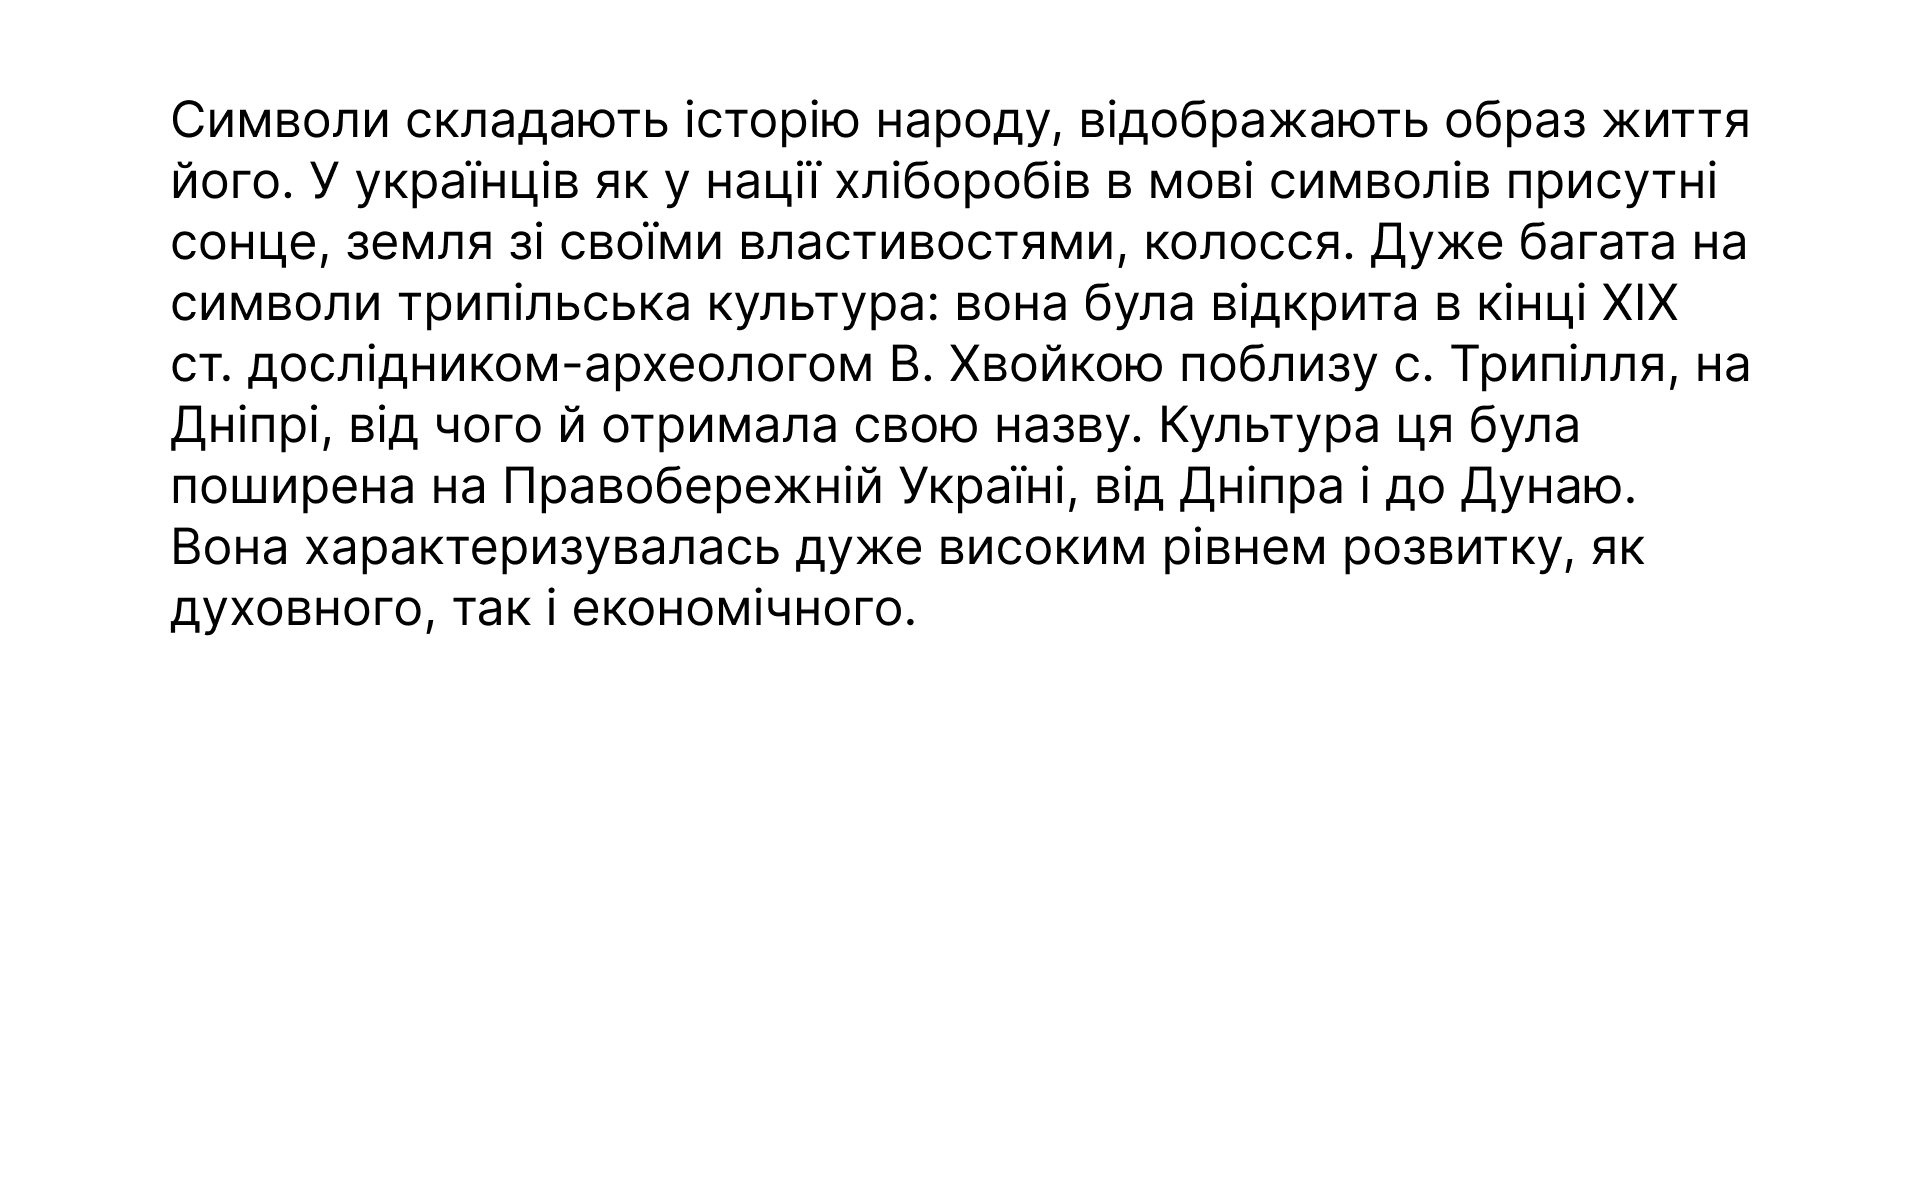 Символи складають історію народу, відображають образ життя
його. У українців як у нації хліборобів в мові символів присутні
сонце, земля зі своїми властивостями, колосся. Дуже багата на
символи трипільська культура: вона була відкрита в кінці XIX
ст. дослідником-археологом В. Хвойкою поблизу с. Трипілля, на
Дніпрі, від чого й отримала свою назву. Культура ця була
поширена на Правобережній Україні, від Дніпра і до Дунаю.
Вона характеризувалась дуже високим рівнем розвитку, як
духовного, так і економічного.